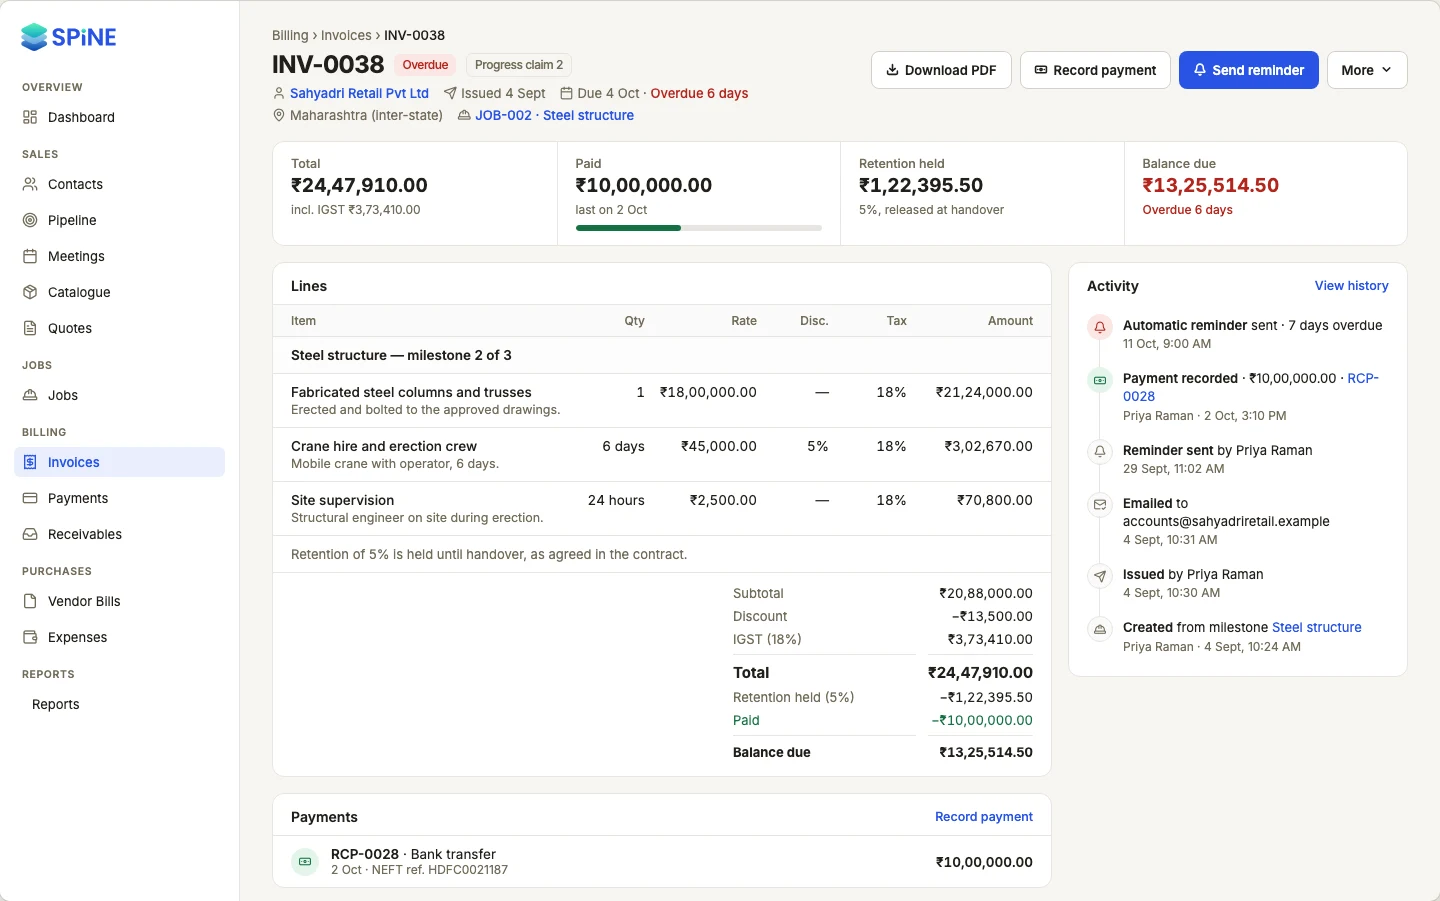 SPiNE
OVERVIEW
Dashboard
SALES
Contacts
Pipeline
Meetings
Catalogue
Quotes
JOBS
Jobs
BILLING
Invoices
Payments
Receivables
PURCHASES
Vendor Bills
Expenses
REPORTS
Reports
Billing › Invoices › INV-0038
INV-0038 Overdue Progress claim 2
Sahyadri Retail Pvt Ltd Issued 4 Sept Due 4 Oct · Overdue 6 days
Maharashtra (inter-state) JOB-002 · Steel structure
Download PDF Record payment Send reminder More
Total
₹24,47,910.00
incl. IGST ₹3,73,410.00
Paid
₹10,00,000.00
last on 2 Oct
Retention held
₹1,22,395.50
5%, released at handover
Balance due
₹13,25,514.50
Overdue 6 days
Lines
Item Qty Rate Disc. Tax Amount
Steel structure — milestone 2 of 3
Fabricated steel columns and trusses 1 ₹18,00,000.00 — 18% ₹21,24,000.00
Erected and bolted to the approved drawings.
Crane hire and erection crew 6 days ₹45,000.00 5% 18% ₹3,02,670.00
Mobile crane with operator, 6 days.
Site supervision 24 hours ₹2,500.00 — 18% ₹70,800.00
Structural engineer on site during erection.
Retention of 5% is held until handover, as agreed in the contract.
Subtotal ₹20,88,000.00
Discount −₹13,500.00
IGST (18%) ₹3,73,410.00
Total ₹24,47,910.00
Retention held (5%) −₹1,22,395.50
Paid −₹10,00,000.00
Balance due ₹13,25,514.50
Payments Record payment
RCP-0028 · Bank transfer ₹10,00,000.00
2 Oct · NEFT ref. HDFC0021187
Activity View history
Automatic reminder sent · 7 days overdue
11 Oct, 9:00 AM
Payment recorded · ₹10,00,000.00 · RCP-
0028
Priya Raman · 2 Oct, 3:10 PM
Reminder sent by Priya Raman
29 Sept, 11:02 AM
Emailed to
accounts@sahyadriretail.example
4 Sept, 10:31 AM
Issued by Priya Raman
4 Sept, 10:30 AM
Created from milestone Steel structure
Priya Raman · 4 Sept, 10:24 AM